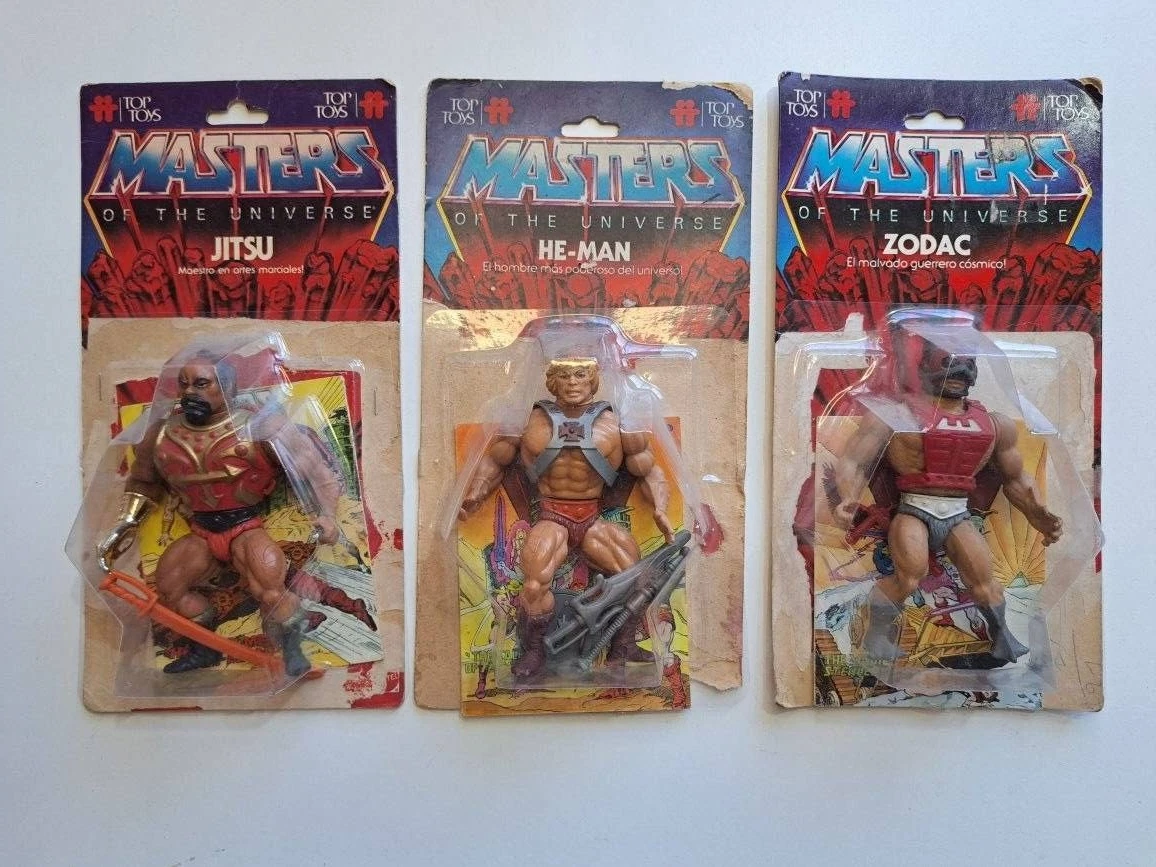 TOP TOYS
TOP TOYS
MASTERS
OF THE UNIVERSE
JITSU
Maestro en artes marciales!
TOP TOYS
TOP TOYS
MASTERS
OF THE UNIVERSE
HE-MAN
El hombre más poderoso del universo!
TOP TOYS
TOP TOYS
MASTERS
OF THE UNIVERSE
ZODAC
El malvado guerrero cósmico!